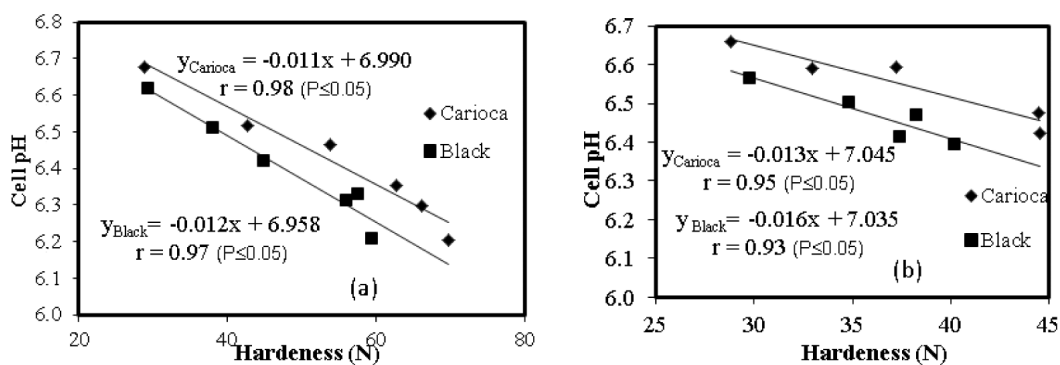 6.8
6.7
6.6
6.5
6.4
6.3
6.2
6.1
6.0
Cell pH
yCarioca = -0.011x + 6.990
r = 0.98 (P≤0.05)
Carioca
Black
yBlack= -0.012x + 6.958
r = 0.97 (P≤0.05)
(a)
20
40
60
80
Hardeness (N)
6.7
6.6
6.5
6.4
6.3
6.2
6.1
6.0
Cell pH
yCarioca= -0.013x + 7.045
r = 0.95 (P≤0.05)
Carioca
y Black= -0.016x + 7.035
r = 0.93 (P≤0.05)
Black
(b)
25
30
35
40
45
Hardeness (N)